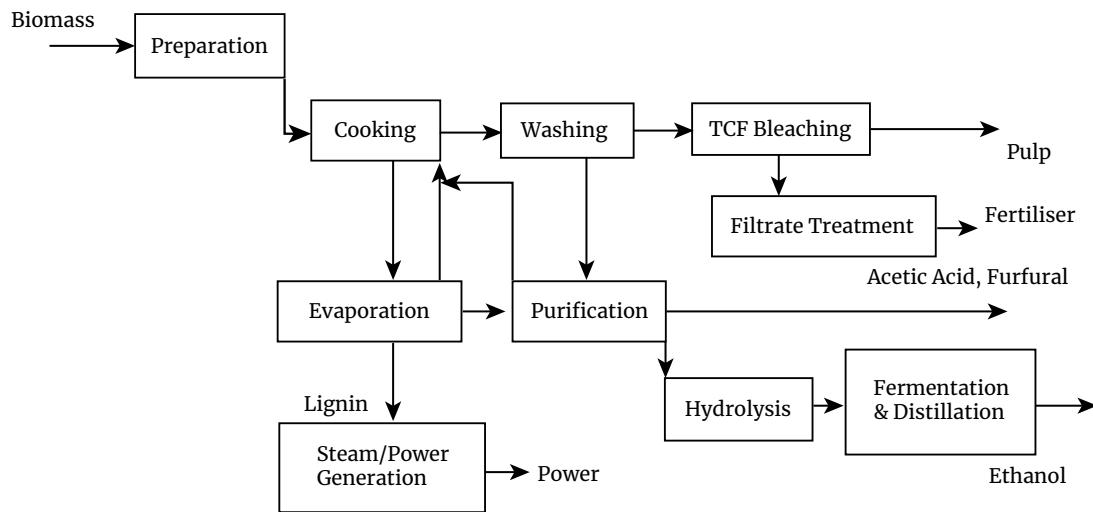 Biomass
Preparation
Cooking
Washing
TCF Bleaching
Pulp
Filtrate Treatment
Fertiliser
Acetic Acid, Furfural
Evaporation
Purification
Lignin
Hydrolysis
Fermentation
& Distillation
Steam/Power
Generation
Power
Ethanol